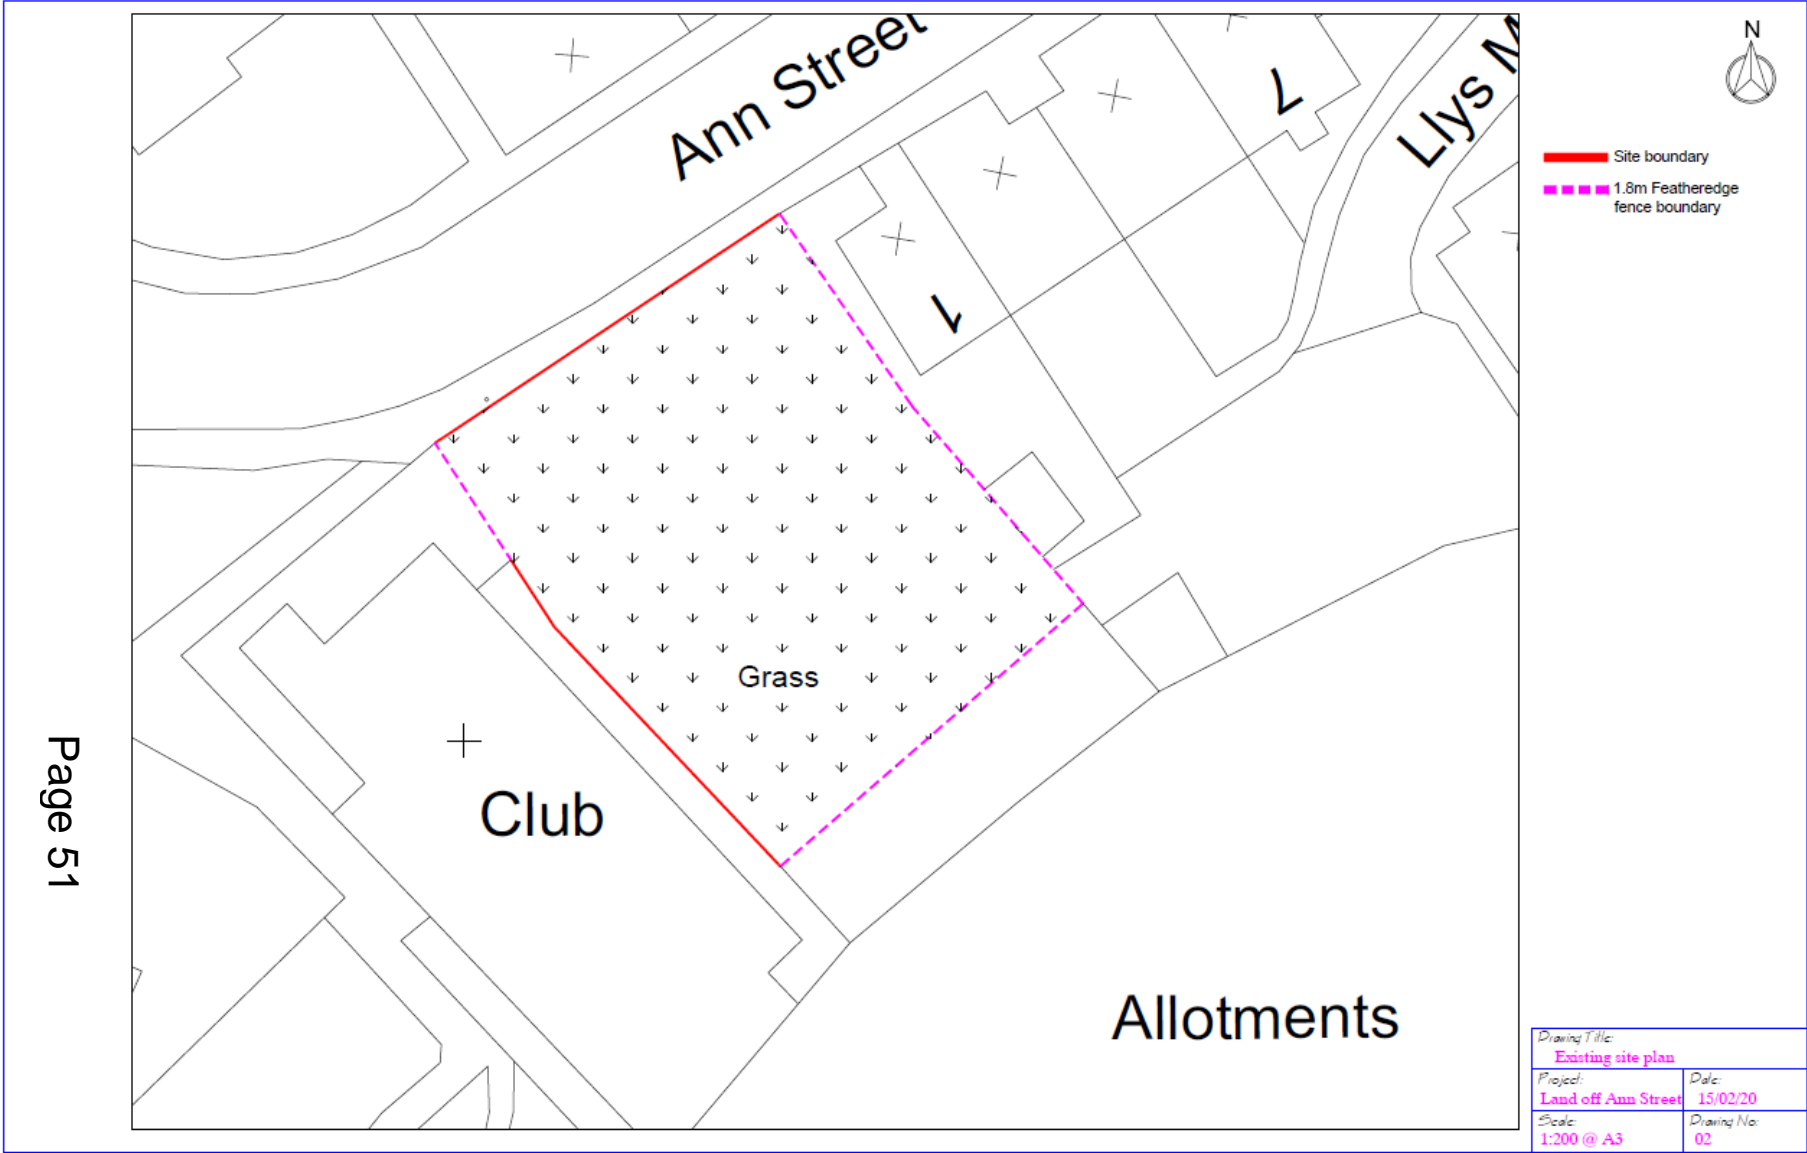 Ann Street
7
Llys M
N
Site boundary
1.8m Featheredge
fence boundary
1
Grass
Club
Allotments
Page 51
Drawing Title:
Existing site plan
Project:
Land off Ann Street
Date:
15/02/20
Scale:
1:200 @ A3
Drawing No:
02